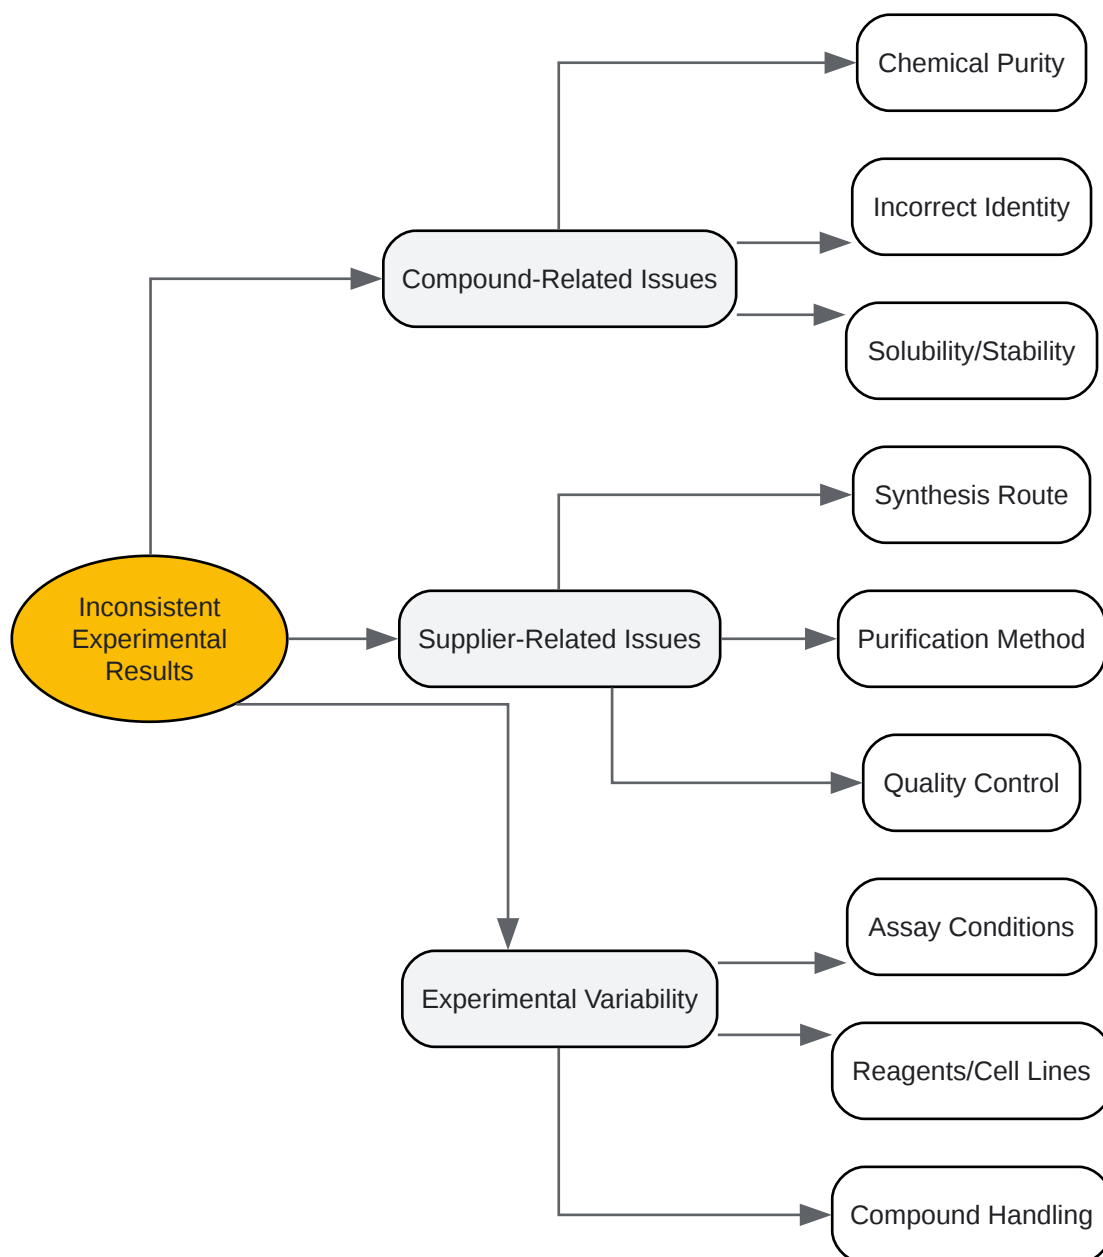 Chemical Purity
Incorrect Identity
Compound-Related Issues
Solubility/Stability
Synthesis Route
Inconsistent
Experimental
Results
Supplier-Related Issues
Purification Method
Quality Control
Assay Conditions
Experimental Variability
Reagents/Cell Lines
Compound Handling